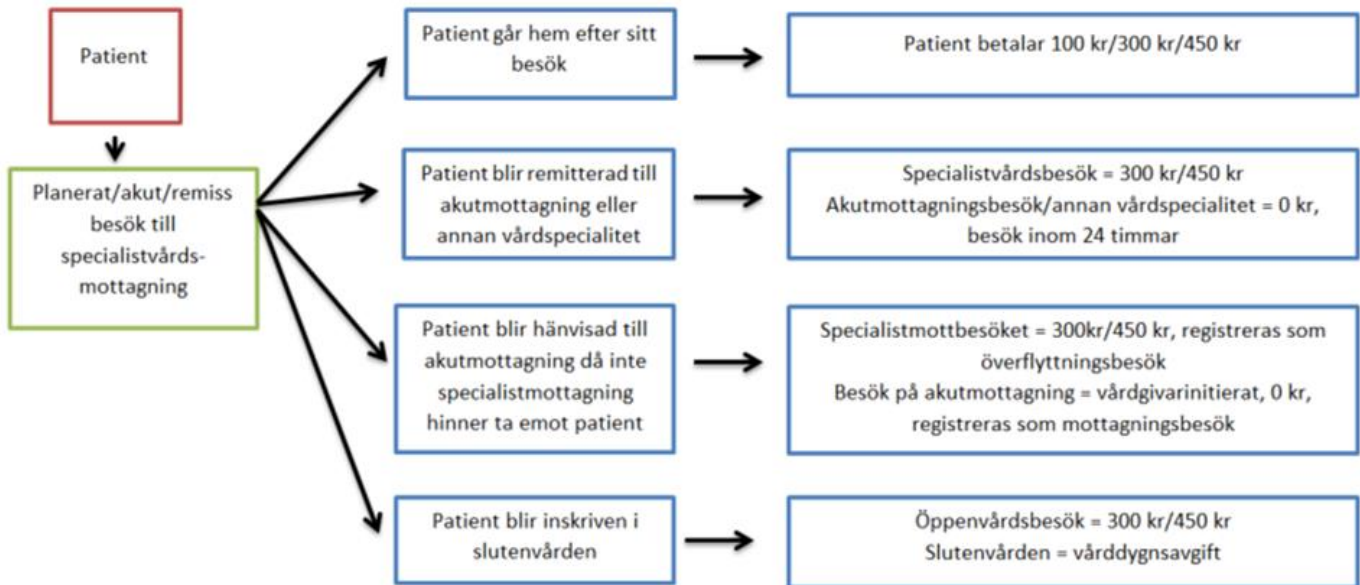 Patient
Planerat/akut/remiss
besök till
specialistvårds-
mottagning
Patient går hem efter sitt
besök
Patient betalar 100 kr/300 kr/450 kr
Patient blir remitterad till
akutmottagning eller
annan vårdspecialitet
Specialistvårdsbesök = 300 kr/450 kr
Akutmottagningsbesök/annan vårdspecialitet = 0 kr,
besök inom 24 timmar
Patient blir hänvisad till
akutmottagning då inte
specialistmottagning
hinner ta emot patient
Specialistmottbesöket = 300kr/450 kr, registreras som
överflyttningsbesök
Besök på akutmottagning = vårdgivarinitierat, 0 kr,
registreras som mottagningsbesök
Patient blir inskriven i
slutenvården
Öppenvårdsbesök = 300 kr/450 kr
Slutenvården = vårddygnsavgift